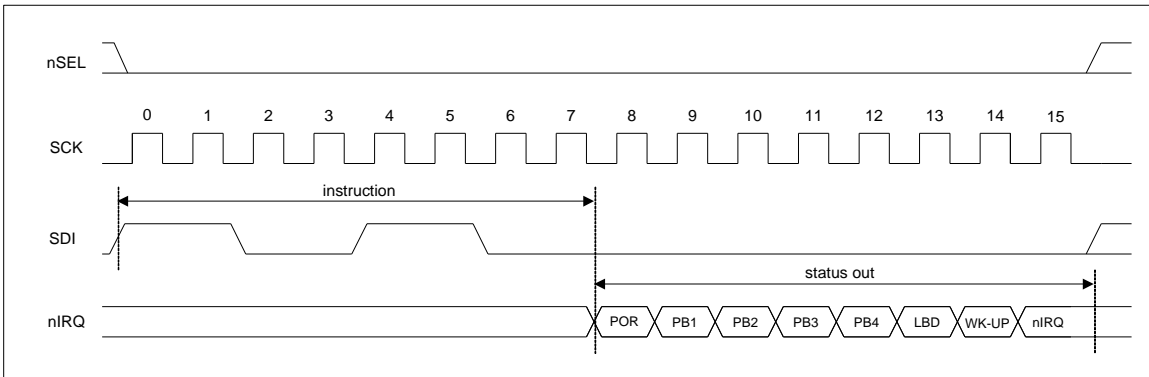 nSEL
0 1 2 3 4 5 6 7 8 9 10 11 12 13 14 15
SCK
instruction
SDI
status out
nIRQ POR PB1 PB2 PB3 PB4 LBD WK-UP nIRQ